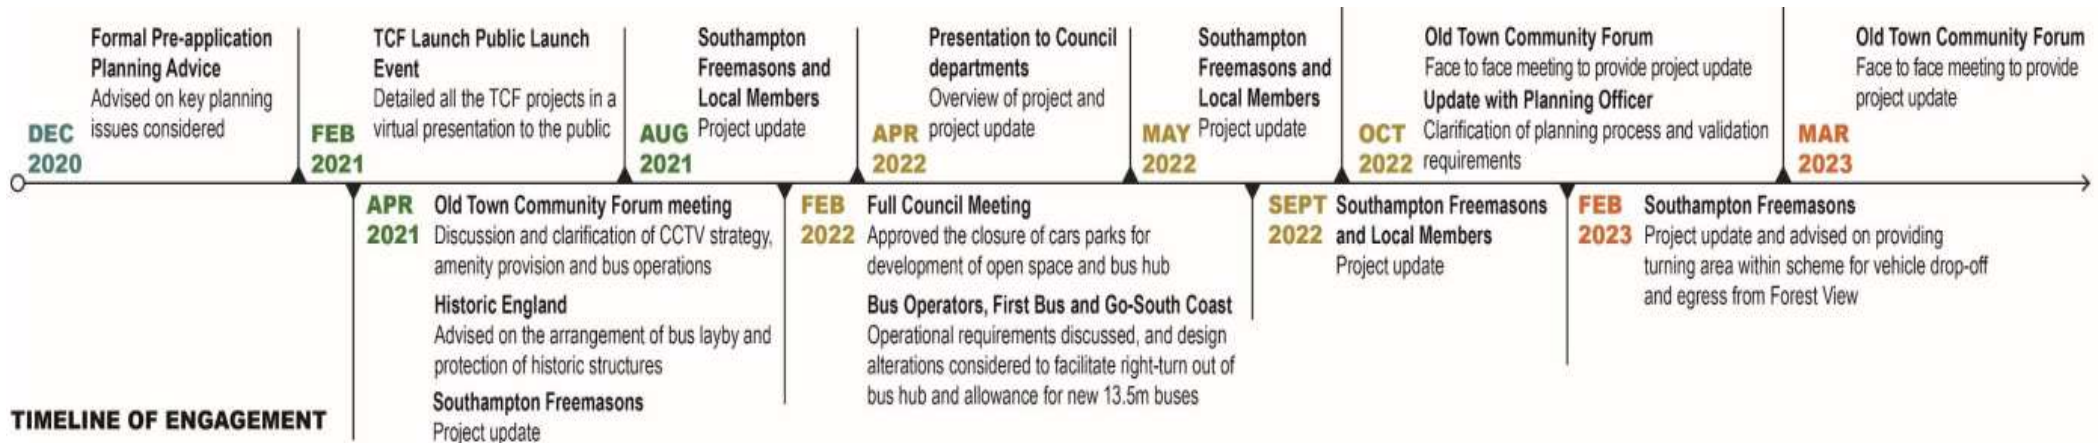 Formal Pre-application
Planning Advice
Advised on key planning
issues considered
DEC
2020
TCF Launch Public Launch
Event
Detailed all the TCF projects in a
virtual presentation to the public
FEB
2021
Southampton
Freemasons and
Local Members
Project update
AUG
2021
Presentation to Council
departments
Overview of project and
project update
APR
2022
Southampton
Freemasons and
Local Members
Project update
MAY
2022
Old Town Community Forum
Face to face meeting to provide project update
Update with Planning Officer
Clarification of planning process and validation
requirements
OCT
2022
Old Town Community Forum
Face to face meeting to provide
project update
MAR
2023
APR
2021
Old Town Community Forum meeting
Discussion and clarification of CCTV strategy,
amenity provision and bus operations
Historic England
Advised on the arrangement of bus layby and
protection of historic structures
Southampton Freemasons
Project update
FEB
2022
Full Council Meeting
Approved the closure of cars parks for
development of open space and bus hub
Bus Operators, First Bus and Go-South Coast
Operational requirements discussed, and design
alterations considered to facilitate right-turn out of
bus hub and allowance for new 13.5m buses
SEPT
2022
Southampton Freemasons
and Local Members
Project update
FEB
2023
Southampton Freemasons
Project update and advised on providing
turning area within scheme for vehicle drop-off
and egress from Forest View
TIMELINE OF ENGAGEMENT